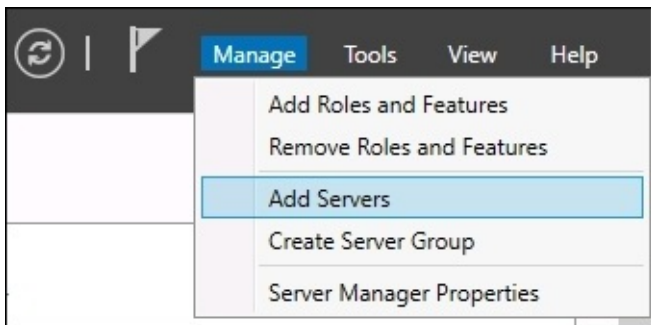 Manage Tools View Help
Add Roles and Features
Remove Roles and Features
Add Servers
Create Server Group
Server Manager Properties